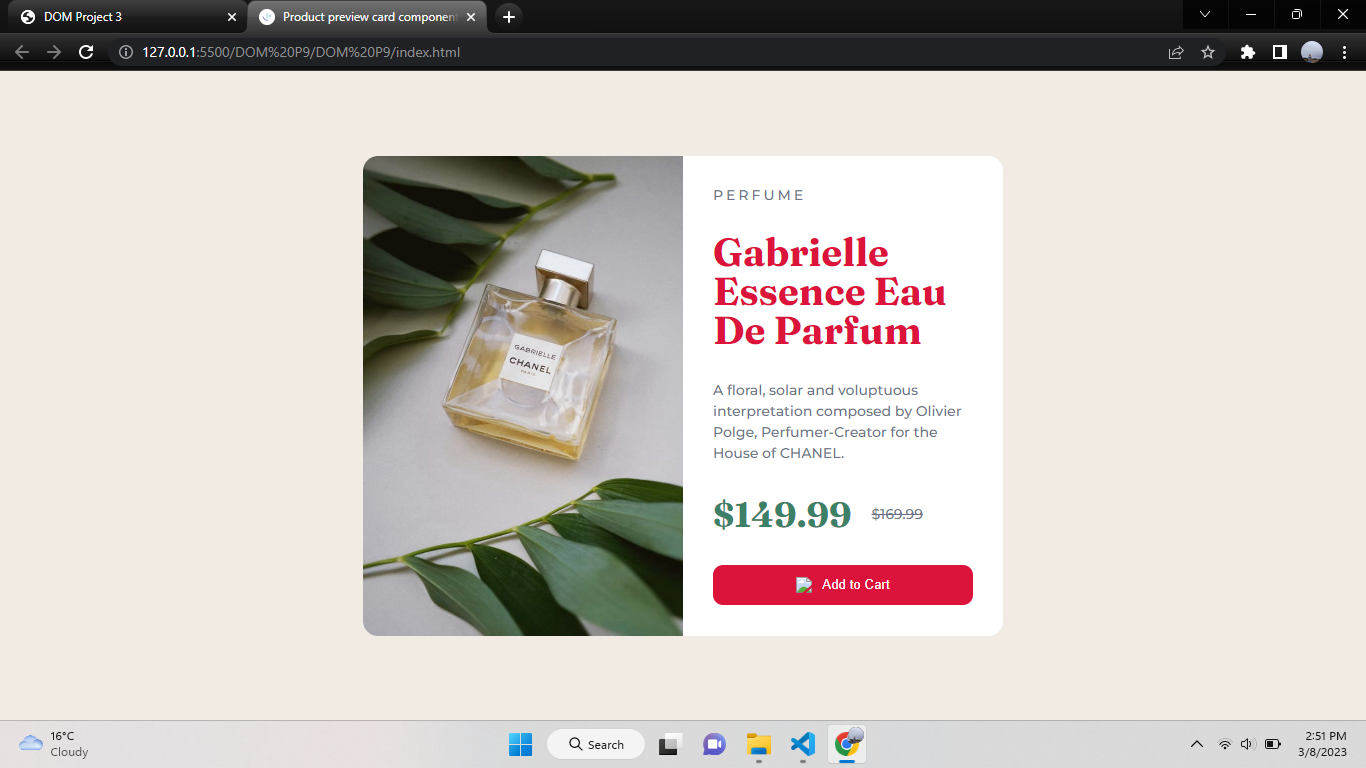 DOM Project 3
Product preview card component
127.0.0.1:5500/DOM%20P9/DOM%20P9/index.html
GABRIELLE
CHANEL
PARIS
PERFUME
Gabrielle
Essence Eau
De Parfum
A floral, solar and voluptuous
interpretation composed by Olivier
Polge, Perfumer-Creator for the
House of CHANEL.
$149.99 $169.99
Add to Cart
16°C
Cloudy
Search
2:51 PM
3/8/2023